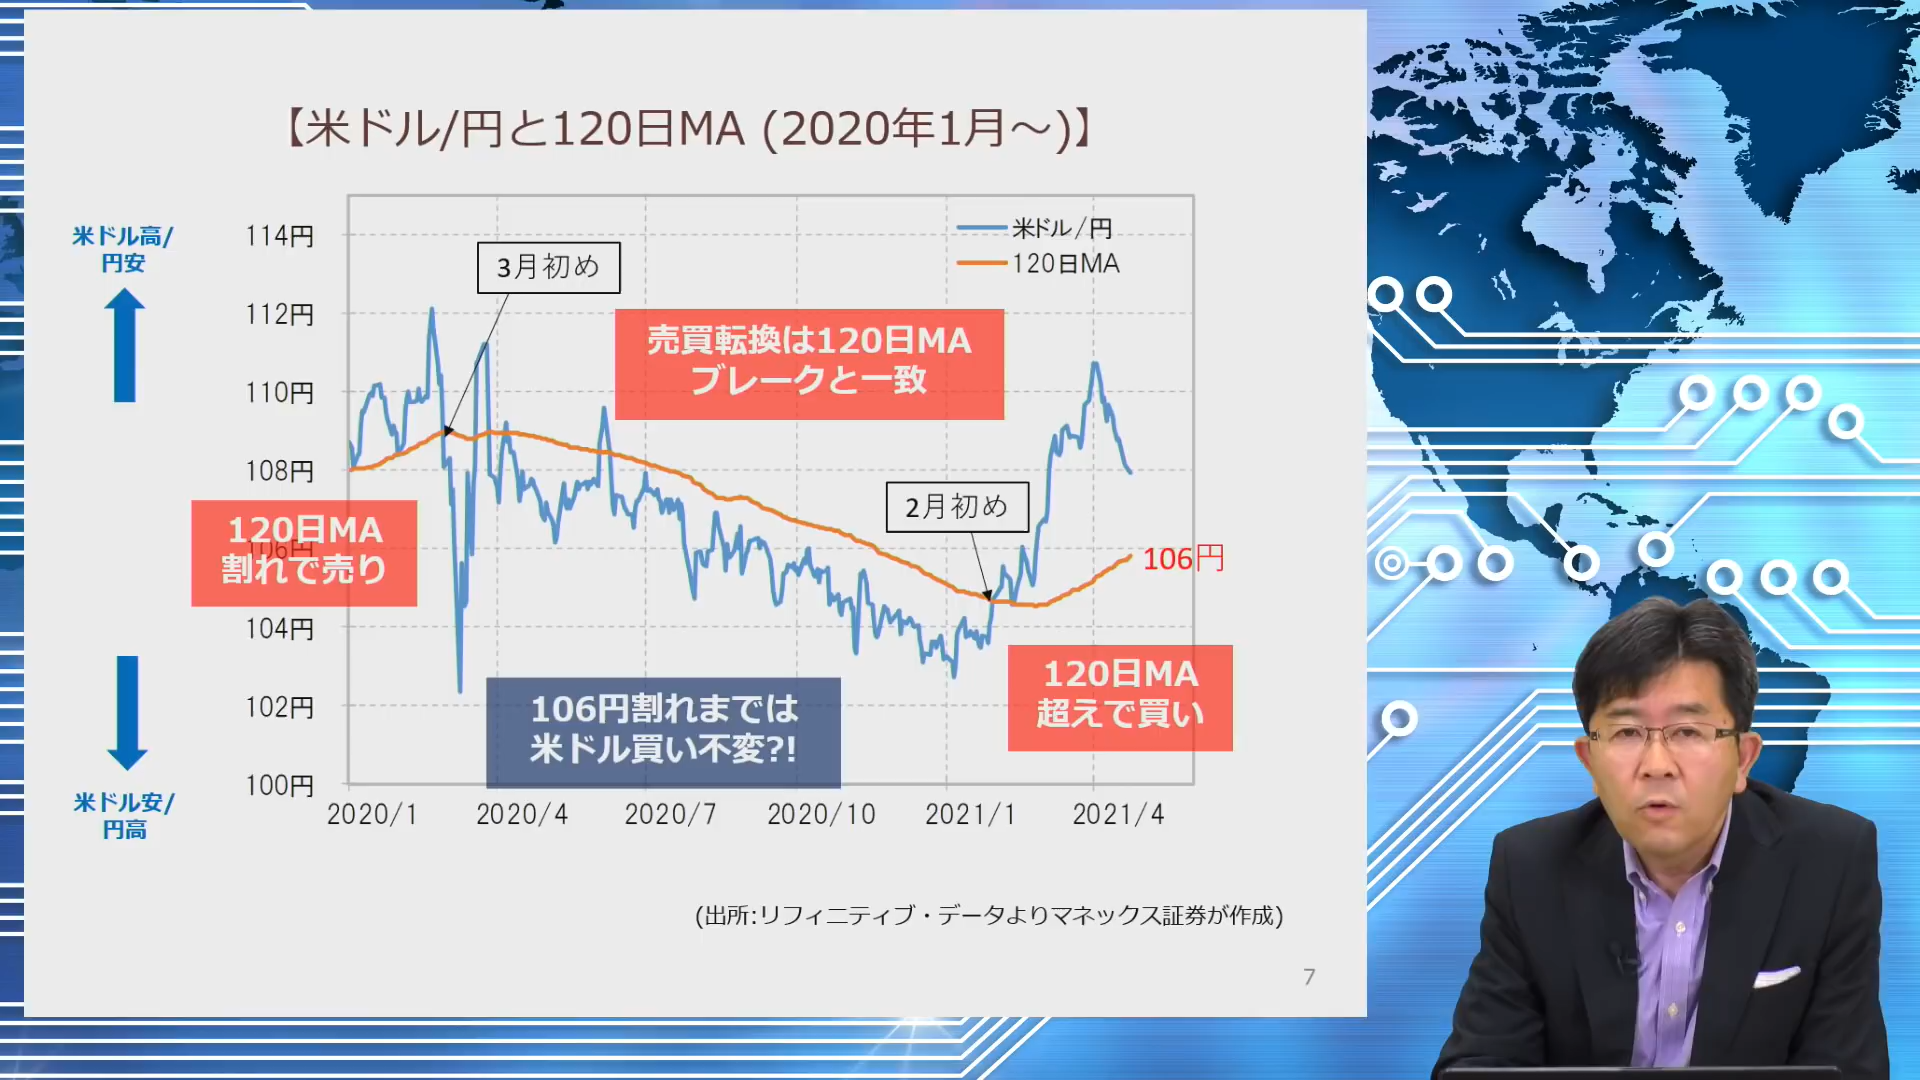 【米ドル/円と120日MA (2020年1月～)】
米ドル高/
円安
米ドル安/
円高
114円
112円
110円
108円
106円
104円
102円
100円
米ドル/円
120日MA
3月初め
売買転換は120日MA
ブレークと一致
2月初め
120日MA
割れで売り
106円
120日MA
超えで買い
106円割れまでは
米ドル買い不変?!
2020/1
2020/4
2020/7
2020/10
2021/1
2021/4
(出所:リフィニティブ・データよりマネックス証券が作成)
7